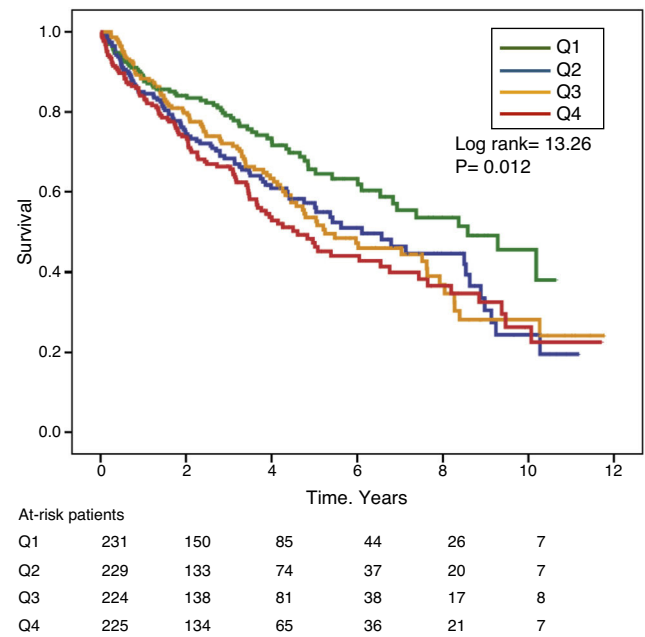 Survival
1.0
0.8
0.6
0.4
0.2
0.0
Q1
Q2
Q3
Q4
Log rank= 13.26
P= 0.012
0 2 4 6 8 10 12
Time. Years
At-risk patients
Q1 231 150 85 44 26 7
Q2 229 133 74 37 20 7
Q3 224 138 81 38 17 8
Q4 225 134 65 36 21 7